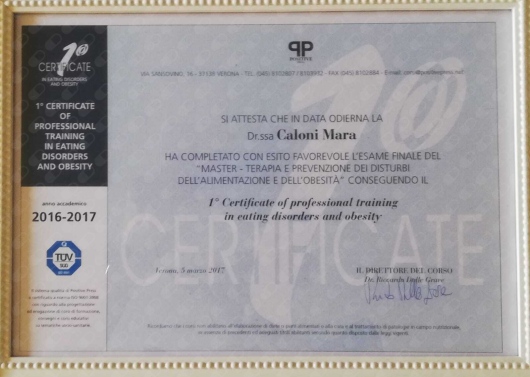 1°
CERTIFICATE
IN EATING DISORDERS
AND OBESITY
1° CERTIFICATE
OF
PROFESSIONAL
TRAINING
IN EATING
DISORDERS
AND OBESITY
anno accademico
2016-2017
TÜV
PP
POSITIVE
PRESS
SI ATTESTA CHE IN DATA ODIERNA LA
Dr.ssa Caloni Mara
HA COMPLETATO CON ESITO FAVOREVOLE L'ESAME FINALE DEL
"MASTER - TERAPIA E PREVENZIONE DEI DISTURBI
DELL'ALIMENTAZIONE E DELL'OBESITÀ" CONSEGUENDO IL
1° Certificate of professional training
in eating disorders and obesity
CERTIFICATE
Verona, 5 marzo 2017
IL DIRETTORE DEL CORSO
Dr. Riccardo Dalle Grave